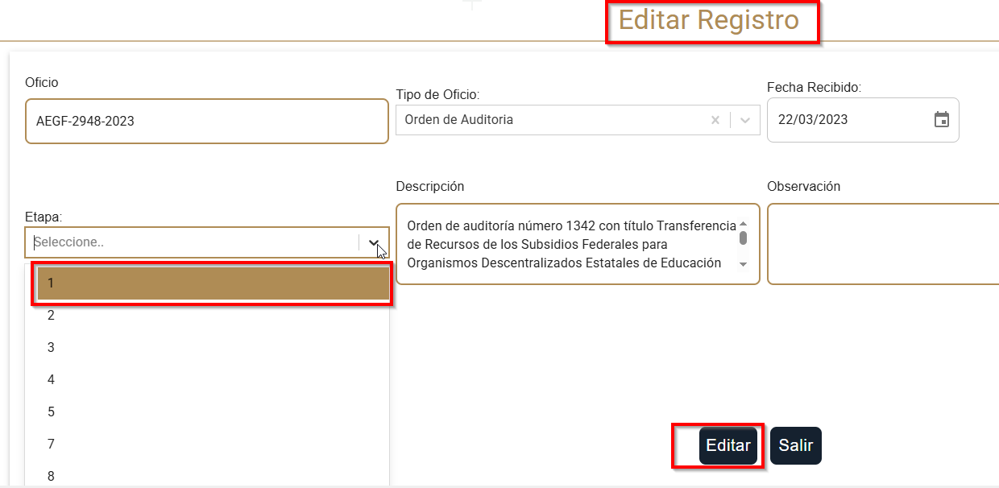 Editar Registro
Oficio
AEGF-2948-2023
Tipo de Oficio:
Orden de Auditoria
Fecha Recibido:
22/03/2023
Etapa:
Seleccione..
1
2
3
4
5
7
8
Descripción
Orden de auditoría número 1342 con título Transferencia
de Recursos de los Subsidios Federales para
Organismos Descentralizados Estatales de Educación
Observación
Editar
Salir